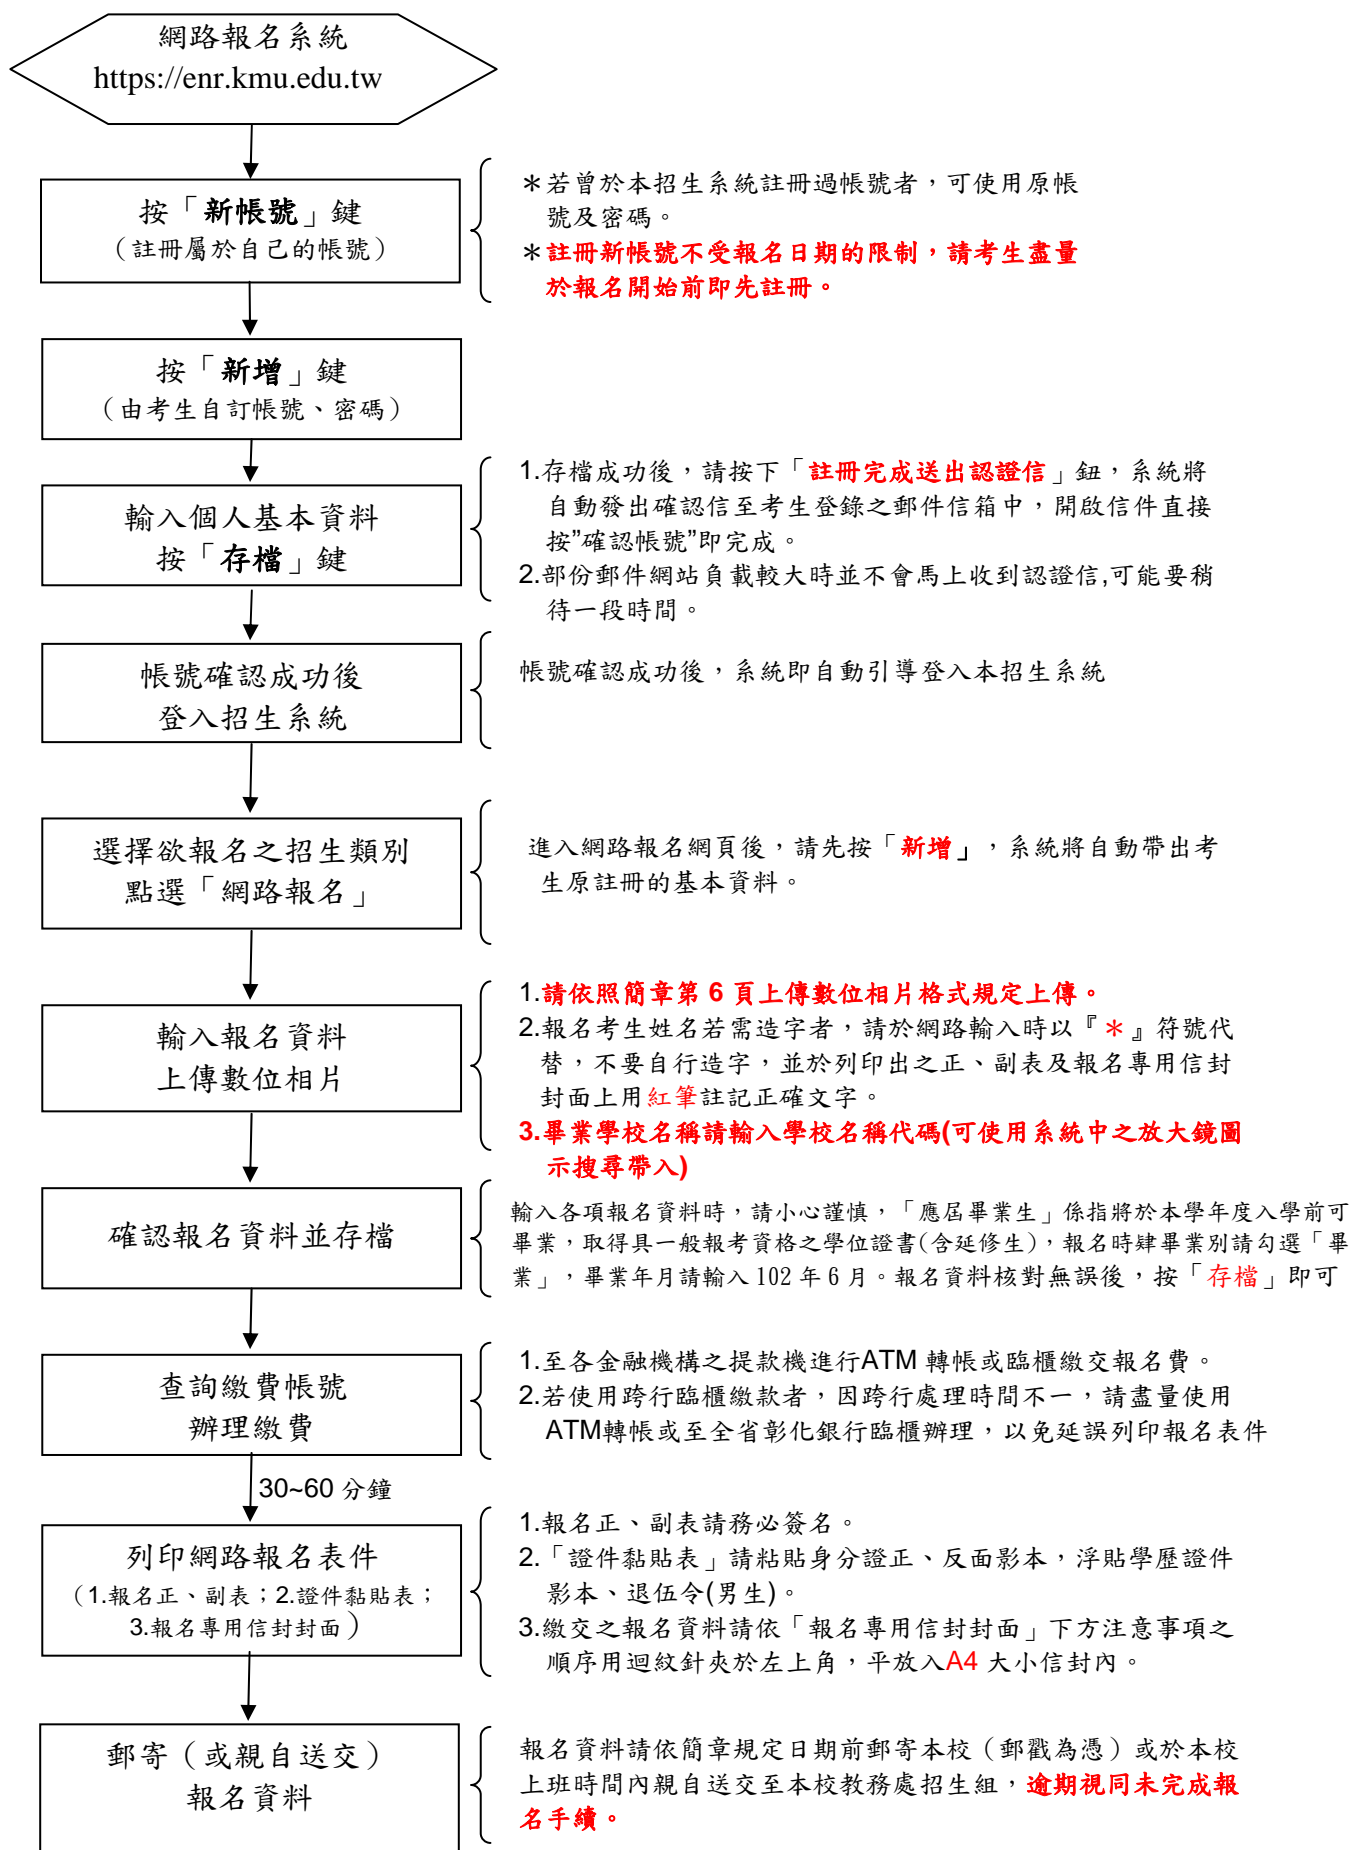 網路報名系統
https://enr.kmu.edu.tw
按「新帳號」鍵
（註冊屬於自己的帳號）
＊若曾於本招生系統註冊過帳號者，可使用原帳
號及密碼。
＊註冊新帳號不受報名日期的限制，請考生盡量
於報名開始前即先註冊。
按「新增」鍵
（由考生自訂帳號、密碼）
輸入個人基本資料
按「存檔」鍵
1.存檔成功後，請按下「註冊完成送出認證信」鈕，系統將
自動發出確認信至考生登錄之郵件信箱中，開啟信件直接
按”確認帳號”即完成。
2.部份郵件網站負載較大時並不會馬上收到認證信,可能要稍
待一段時間。
帳號確認成功後
登入招生系統
帳號確認成功後，系統即自動引導登入本招生系統
選擇欲報名之招生類別
點選「網路報名」
進入網路報名網頁後，請先按「新增」，系統將自動帶出考
生原註冊的基本資料。
輸入報名資料
上傳數位相片
1.請依照簡章第 6 頁上傳數位相片格式規定上傳。
2.報名考生姓名若需造字者，請於網路輸入時以『＊』符號代
替，不要自行造字，並於列印出之正、副表及報名專用信封
封面上用紅筆註記正確文字。
3.畢業學校名稱請輸入學校名稱代碼(可使用系統中之放大鏡圖
示搜尋帶入)
確認報名資料並存檔
輸入各項報名資料時，請小心謹慎，「應屆畢業生」係指將於本學年度入學前可
畢業，取得具一般報考資格之學位證書(含延修生)，報名時肄畢業別請勾選「畢
業」，畢業年月請輸入 102 年 6 月。報名資料核對無誤後，按「存檔」即可
查詢繳費帳號
辦理繳費
1.至各金融機構之提款機進行ATM 轉帳或臨櫃繳交報名費。
2.若使用跨行臨櫃繳款者，因跨行處理時間不一，請盡量使用
ATM轉帳或至全省彰化銀行臨櫃辦理，以免延誤列印報名表件
30~60 分鐘
列印網路報名表件
（1.報名正、副表；2.證件黏貼表；
3.報名專用信封封面）
1.報名正、副表請務必簽名。
2.「證件黏貼表」請粘貼身分證正、反面影本，浮貼學歷證件
影本、退伍令(男生)。
3.繳交之報名資料請依「報名專用信封封面」下方注意事項之
順序用迴紋針夾於左上角，平放入A4 大小信封內。
郵寄（或親自送交）
報名資料
報名資料請依簡章規定日期前郵寄本校（郵戳為憑）或於本校
上班時間內親自送交至本校教務處招生組，逾期視同未完成報
名手續。